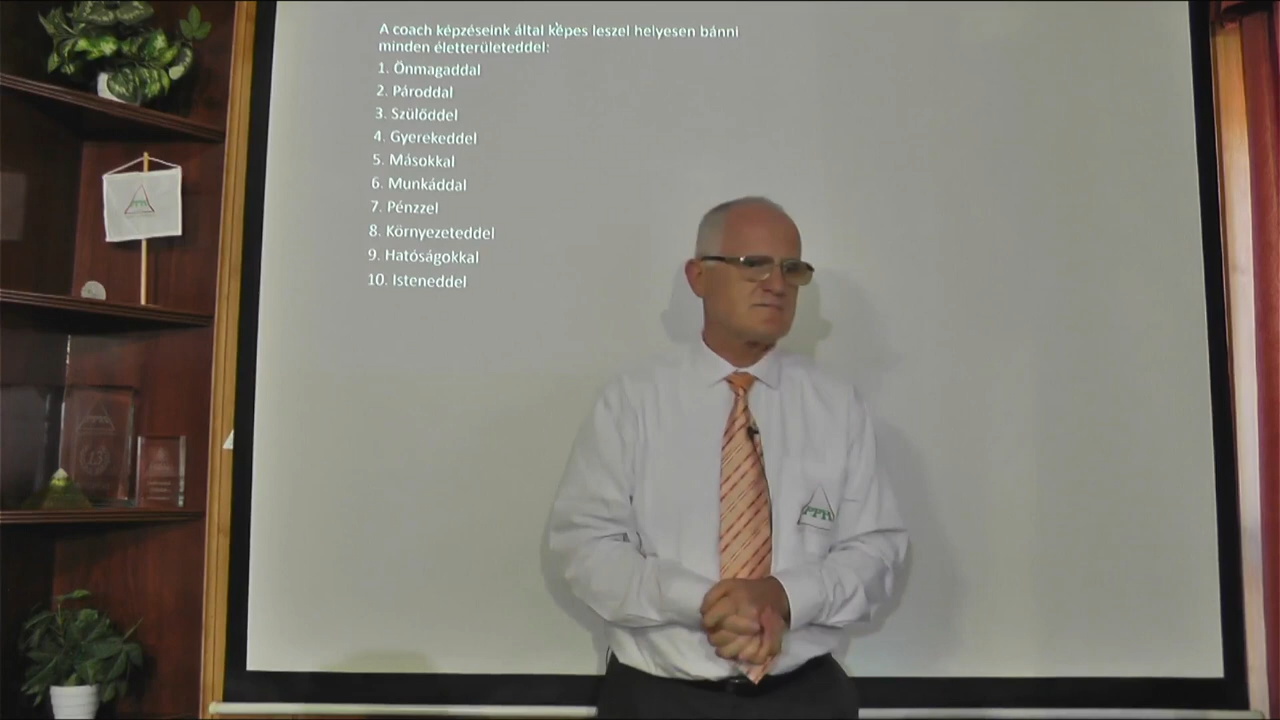 A coach képzéseink által képes leszel helyesen bánni
minden életterületeddel:
1. Önmagaddal
2. Pároddal
3. Szülőddel
4. Gyerekeddel
5. Másokkal
6. Munkáddal
7. Pénzzel
8. Környezeteddel
9. Hatóságokkal
10. Isteneddel
13